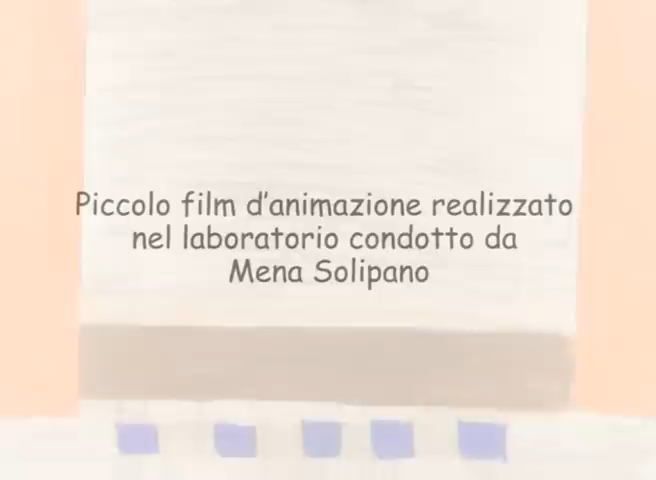 Piccolo film d'animazione realizzato
nel laboratorio condotto da
Mena Solipano